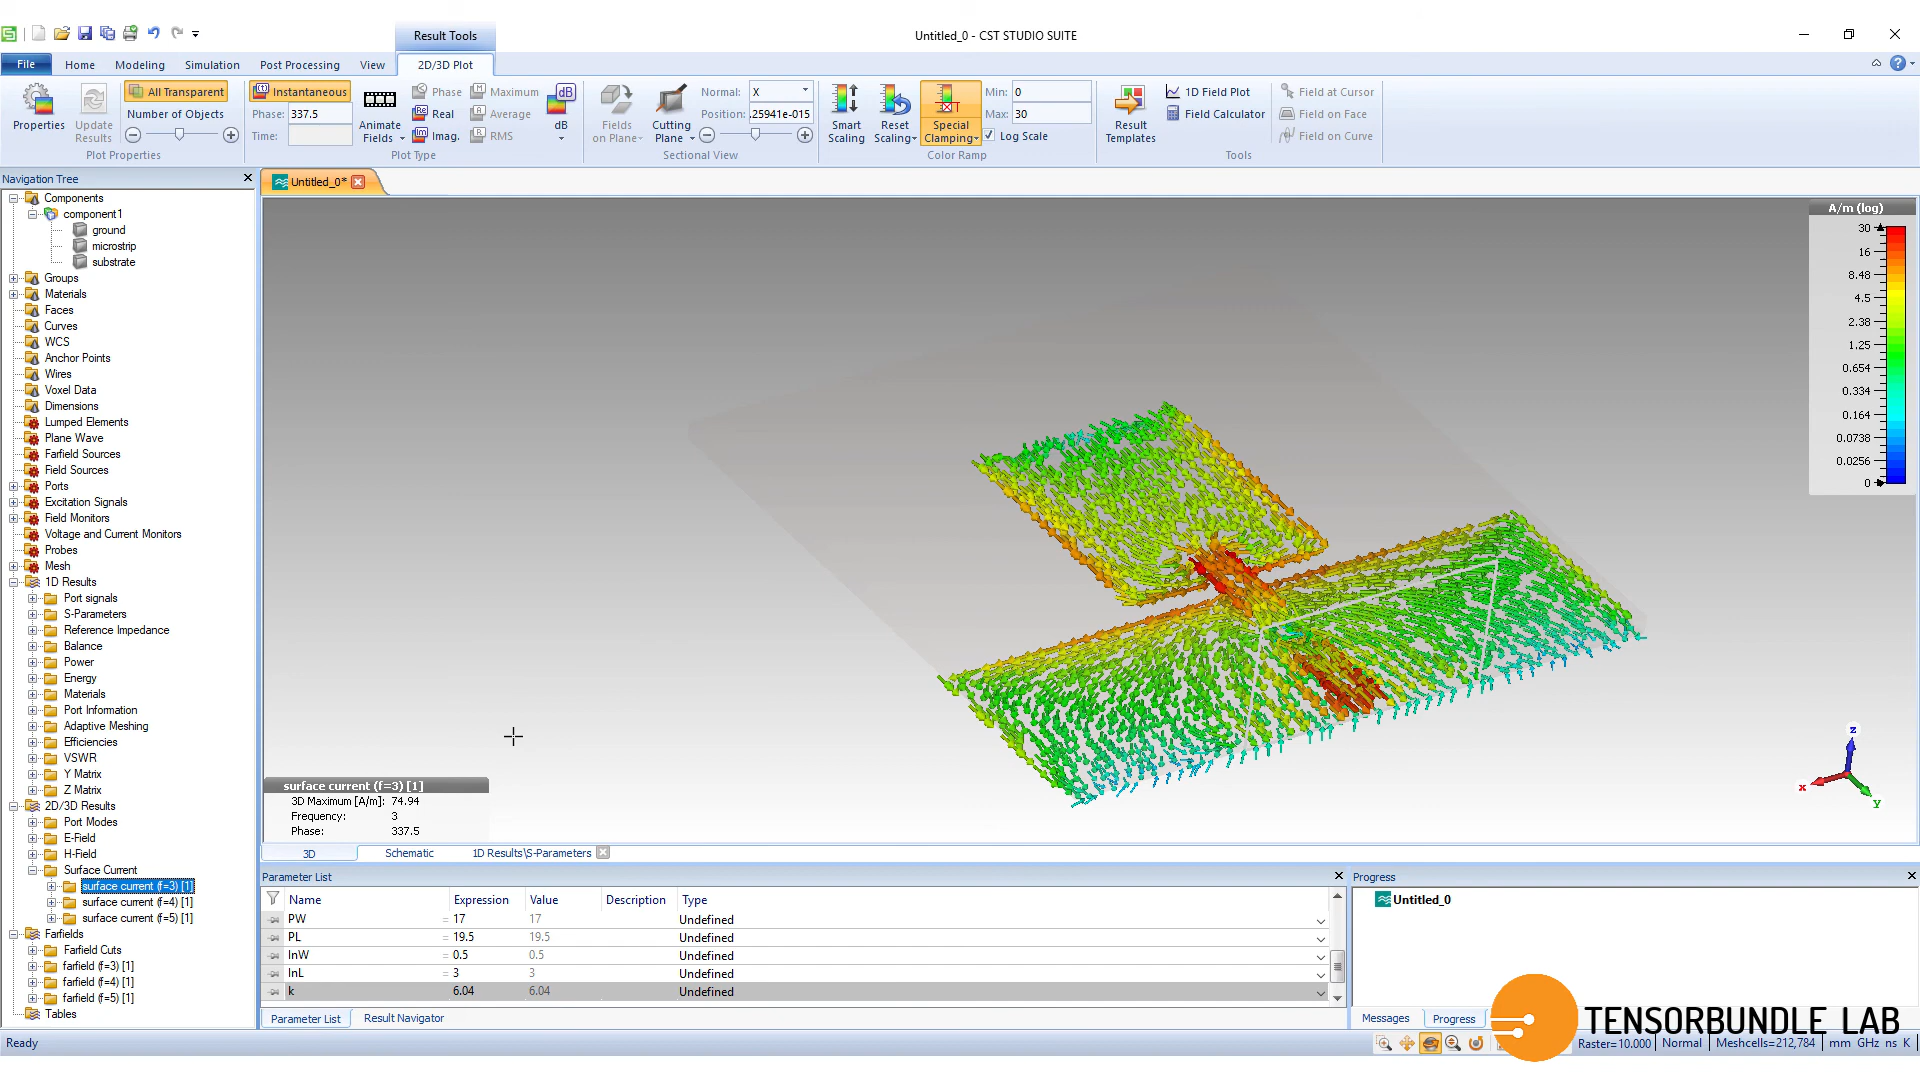 Result Tools
Untitled_0 - CST STUDIO SUITE
File Home Modeling Simulation Post Processing View 2D/3D Plot
Properties
Update Results
All Transparent
Number of Objects
Plot Properties
Instantaneous
Phase: 337.5
Time:
Animate Fields
Phase Maximum
Real Average
Imag. RMS
dB
dB
Plot Type
Fields on Plane
Cutting Plane
Normal: X
Position: .25941e-015
Sectional View
Smart Scaling
Reset Scaling
Special Clamping
Min: 0
Max: 30
Log Scale
Color Ramp
Result Templates
1D Field Plot
Field Calculator
Field at Cursor
Field on Face
Field on Curve
Tools
Navigation Tree
Untitled_0*
Components
component1
ground
microstrip
substrate
Groups
Materials
Faces
Curves
WCS
Anchor Points
Wires
Voxel Data
Dimensions
Lumped Elements
Plane Wave
Farfield Sources
Field Sources
Ports
Excitation Signals
Field Monitors
Voltage and Current Monitors
Probes
Mesh
1D Results
Port signals
S-Parameters
Reference Impedance
Balance
Power
Energy
Materials
Port Information
Adaptive Meshing
Efficiencies
VSWR
Y Matrix
Z Matrix
2D/3D Results
Port Modes
E-Field
H-Field
Surface Current
surface current (f=3) [1]
surface current (f=4) [1]
surface current (f=5) [1]
Farfields
Farfield Cuts
farfield (f=3) [1]
farfield (f=4) [1]
farfield (f=5) [1]
Tables
A/m (log)
30
16
8.48
4.5
2.38
1.25
0.654
0.334
0.164
0.0738
0.0256
0
z
x
y
surface current (f=3) [1]
3D Maximum [A/m]: 74.94
Frequency: 3
Phase: 337.5
3D Schematic 1D Results\S-Parameters
Parameter List
Name Expression Value Description Type
PW = 17 17 Undefined
PL = 19.5 19.5 Undefined
InW = 0.5 0.5 Undefined
InL = 3 3 Undefined
k 6.04 6.04 Undefined
Parameter List Result Navigator
Progress
Untitled_0
Messages Progress
TENSORBUNDLE LAB
Ready
Raster=10.000 Normal Meshcells=212,784 mm GHz ns K